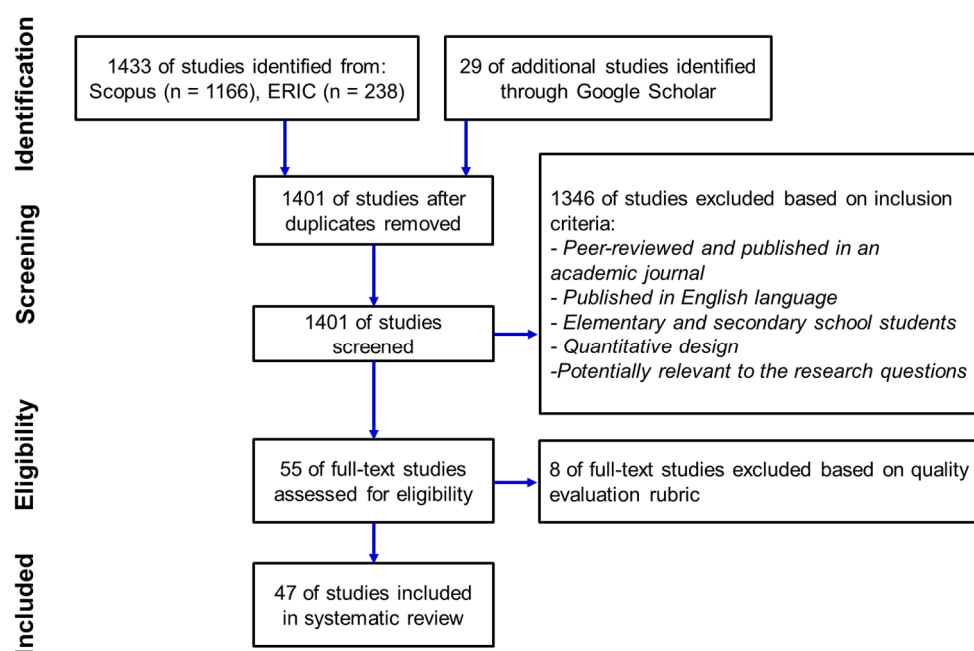 Identification
1433 of studies identified from:
Scopus (n = 1166), ERIC (n = 238)
29 of additional studies identified
through Google Scholar
Screening
1401 of studies after
duplicates removed
1401 of studies
screened
1346 of studies excluded based on inclusion
criteria:
- Peer-reviewed and published in an
academic journal
- Published in English language
- Elementary and secondary school students
- Quantitative design
-Potentially relevant to the research questions
Eligibility
55 of full-text studies
assessed for eligibility
8 of full-text studies excluded based on quality
evaluation rubric
Included
47 of studies included
in systematic review